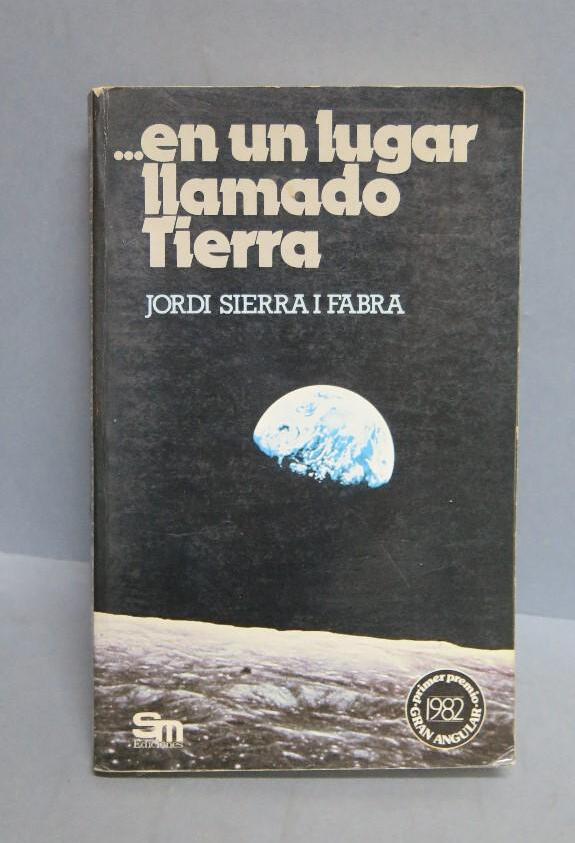 ...en un lugar
llamado
Tierra
JORDI SIERRA I FABRA
·primer premio·
1982
GRAN ANGULAR
Sm
Ediciones